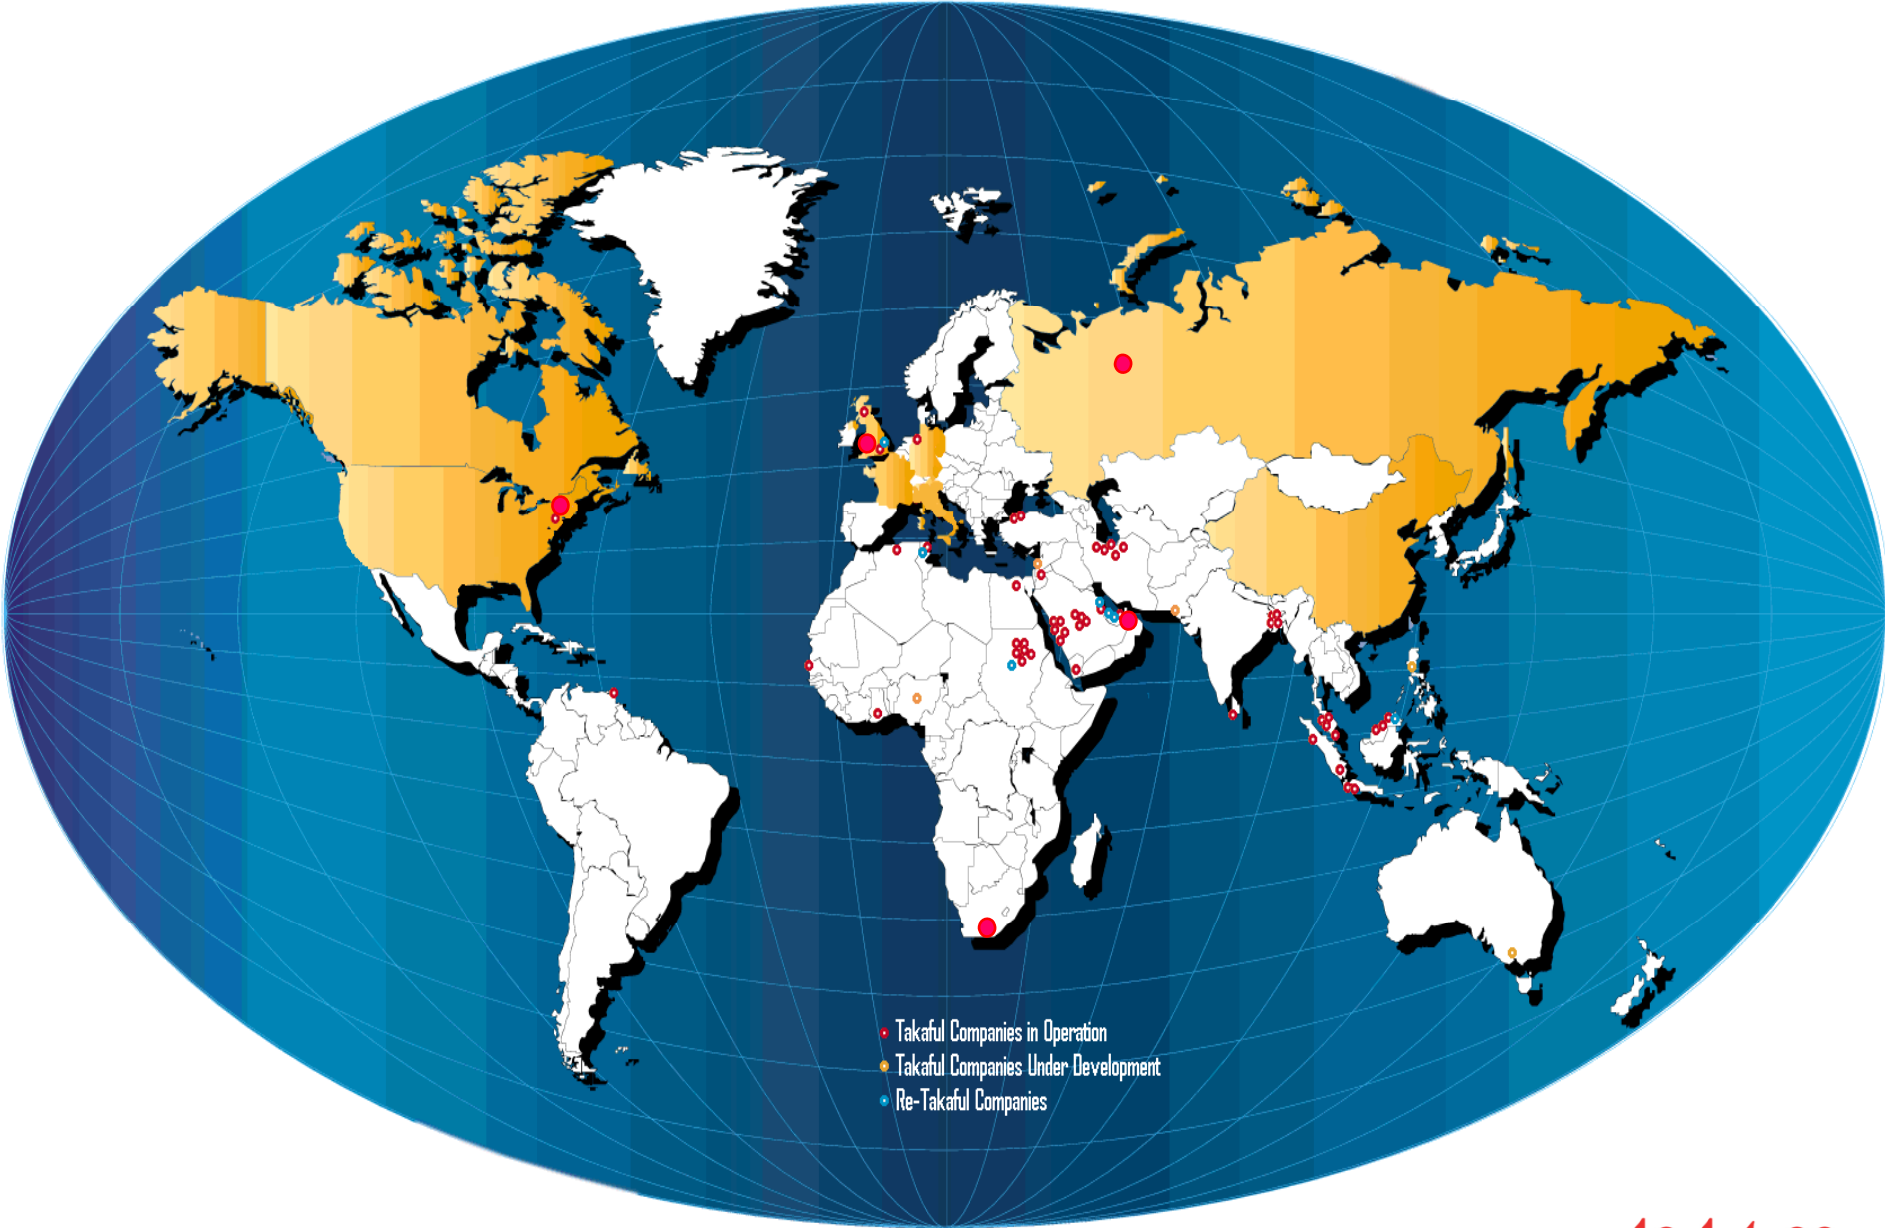 Takaful Companies in Operation
Takaful Companies Under Development
Re-Takaful Companies